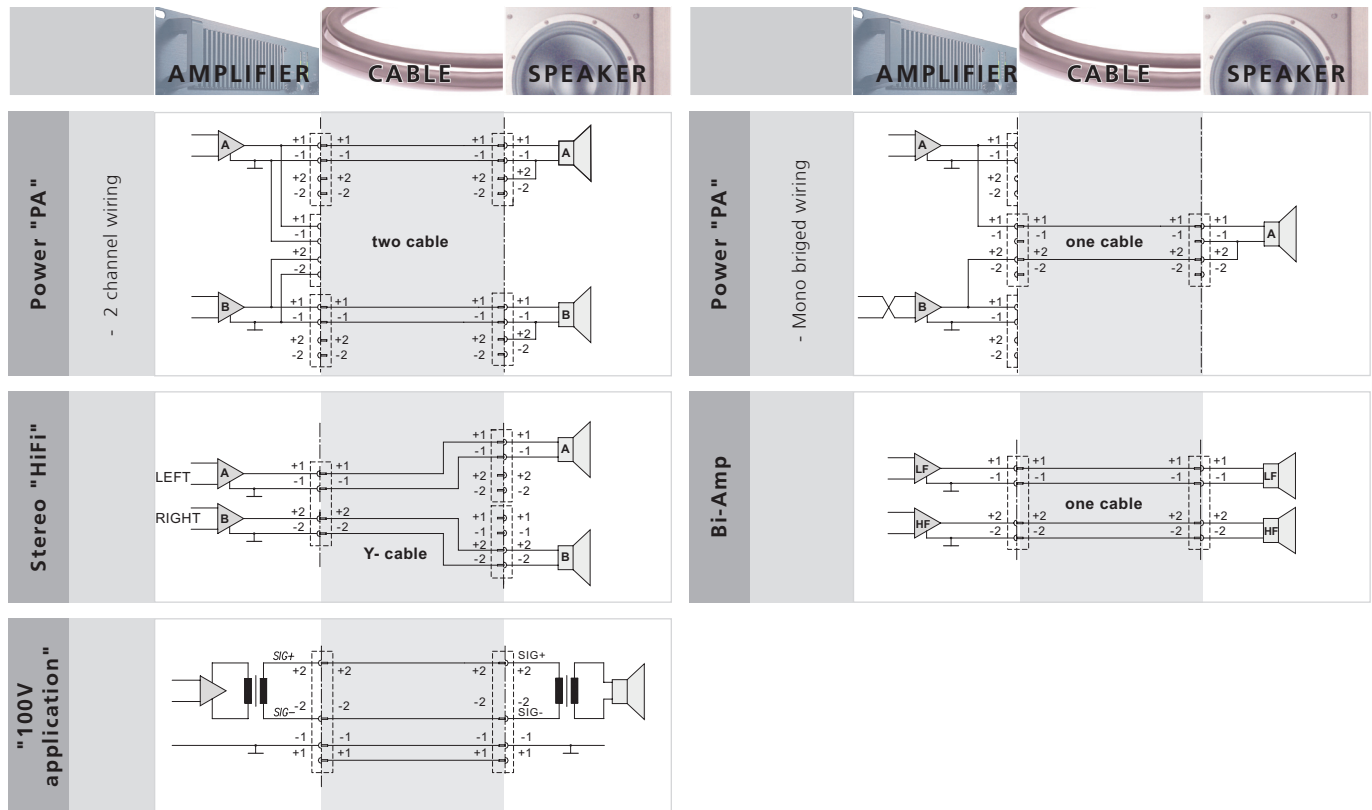 AMPLIFIER CABLE SPEAKER
AMPLIFIER CABLE SPEAKER
Power "PA"
- 2 channel wiring
A
+1 +1 +1 +1
-1 -1 -1 -1
A
+2 +2 +2 +2
-2 -2 -2 -2
+1
-1
two cable
+2
-2
B
+1 +1 +1 +1
-1 -1 -1 -1
B
+2 +2 +2 +2
-2 -2 -2 -2
Power "PA"
- Mono briged wiring
A
+1
-1
+2
-2
+1 +1 +1 +1
-1 -1 -1 -1
one cable
A
+2 +2 +2 +2
-2 -2 -2 -2
B
+1
-1
+2
-2
Stereo "HiFi"
LEFT
A
+1 +1
-1 -1
RIGHT
B
+2 +2
-2 -2
Y- cable
+1 +1
-1 -1
A
+2 +2
-2 -2
+1 +1
-1 -1
+2 +2
-2 -2
B
Bi-Amp
LF
+1 +1 +1 +1
-1 -1 -1 -1
LF
one cable
HF
+2 +2 +2 +2
-2 -2 -2 -2
HF
"100V
application"
SIG+ SIG+
+2 +2 +2 +2
-2 -2 -2 -2
SIG- SIG-
-1 -1 -1 -1
+1 +1 +1 +1